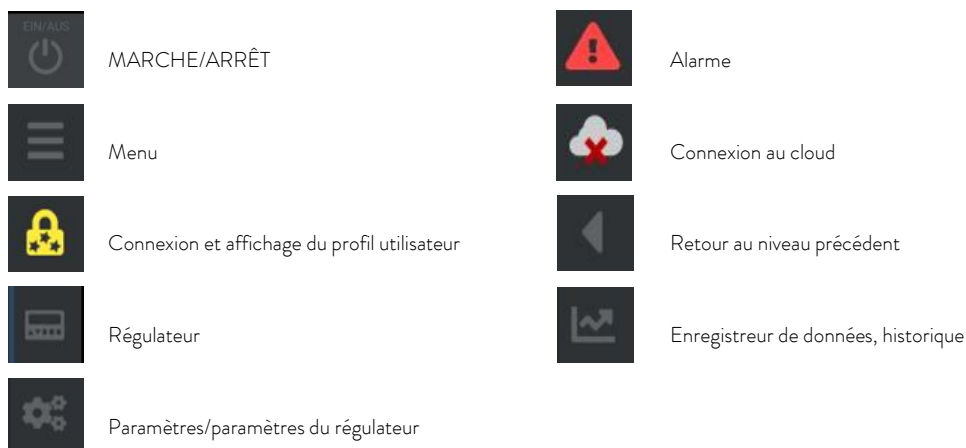 EIN/AUS
MARCHE/ARRÊT
Alarme
Menu
Connexion au cloud
Connexion et affichage du profil utilisateur
Retour au niveau précédent
Régulateur
Enregistreur de données, historique
Paramètres/paramètres du régulateur